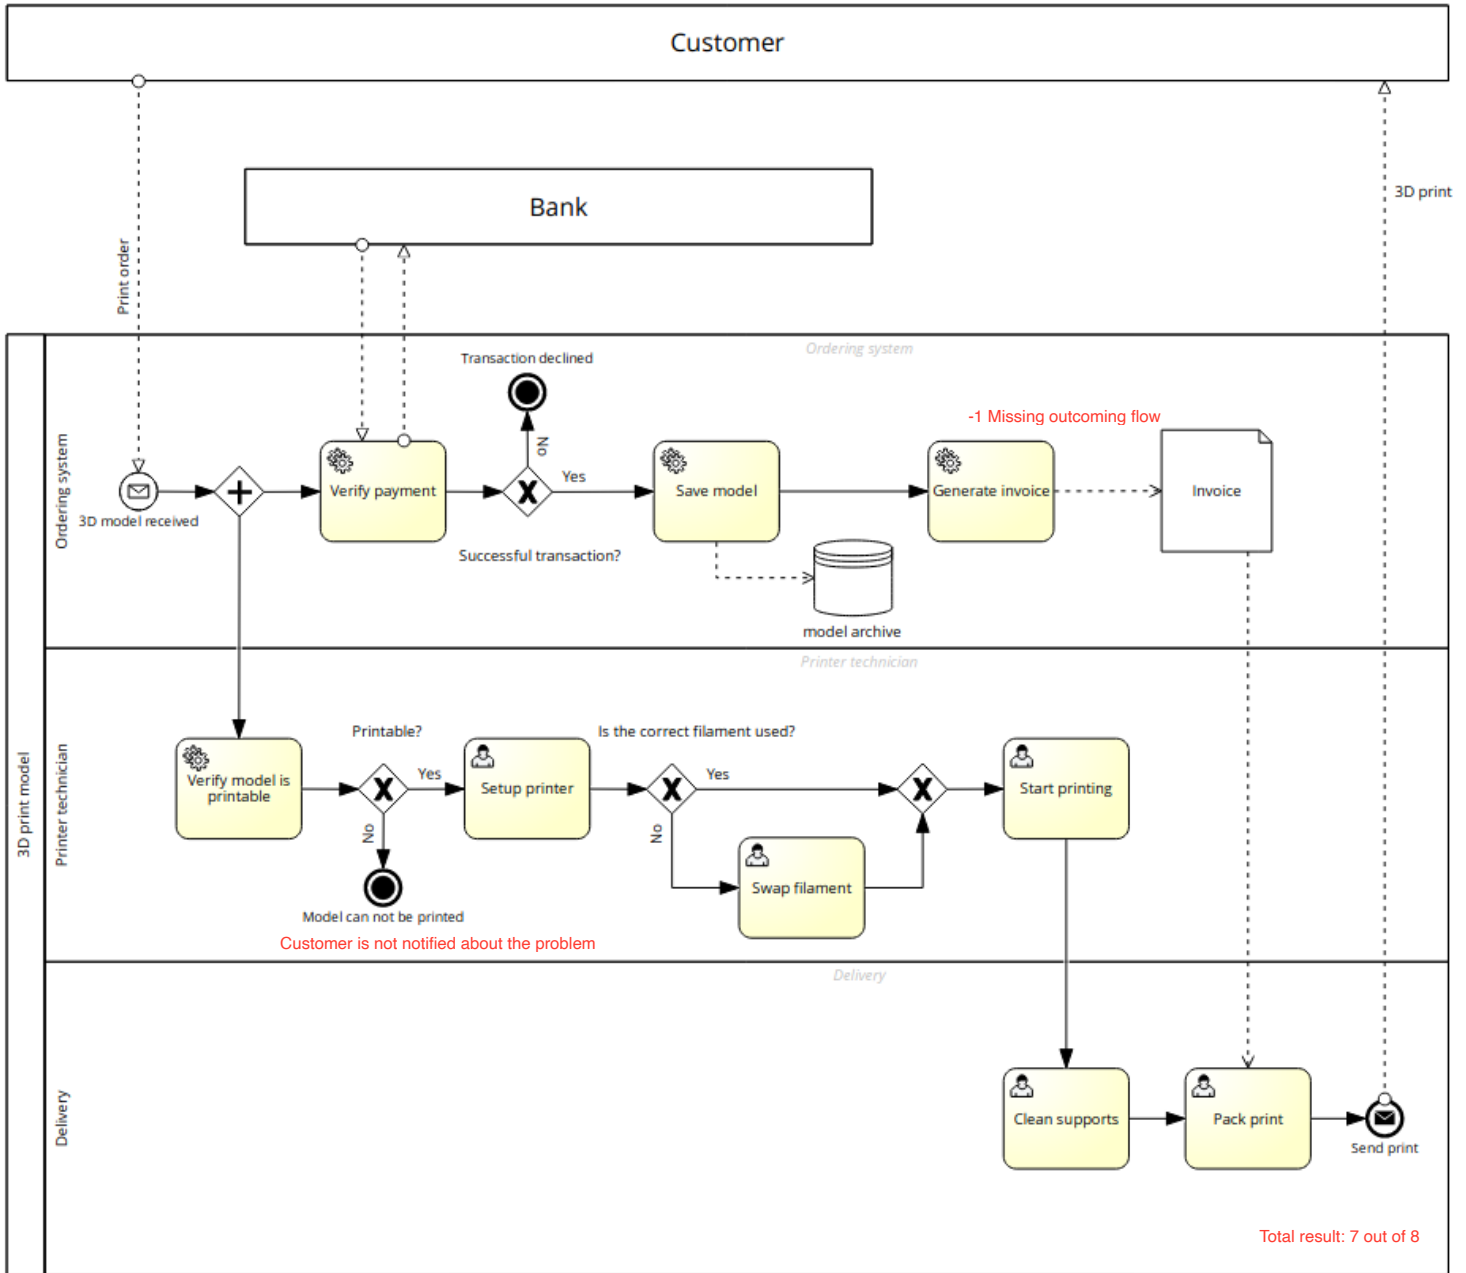 Customer
3D print
Bank
Print order
Ordering system
Transaction declined
-1 Missing outcoming flow
Ordering system
No
Yes
Verify payment
Save model
Generate invoice
Invoice
3D model received
Successful transaction?
model archive
Printer technician
3D print model
Printer technician
Printable?
Is the correct filament used?
Yes
Yes
Verify model is
printable
Setup printer
Start printing
No
No
Swap filament
Model can not be printed
Customer is not notified about the problem
Delivery
Delivery
Clean supports
Pack print
Send print
Total result: 7 out of 8